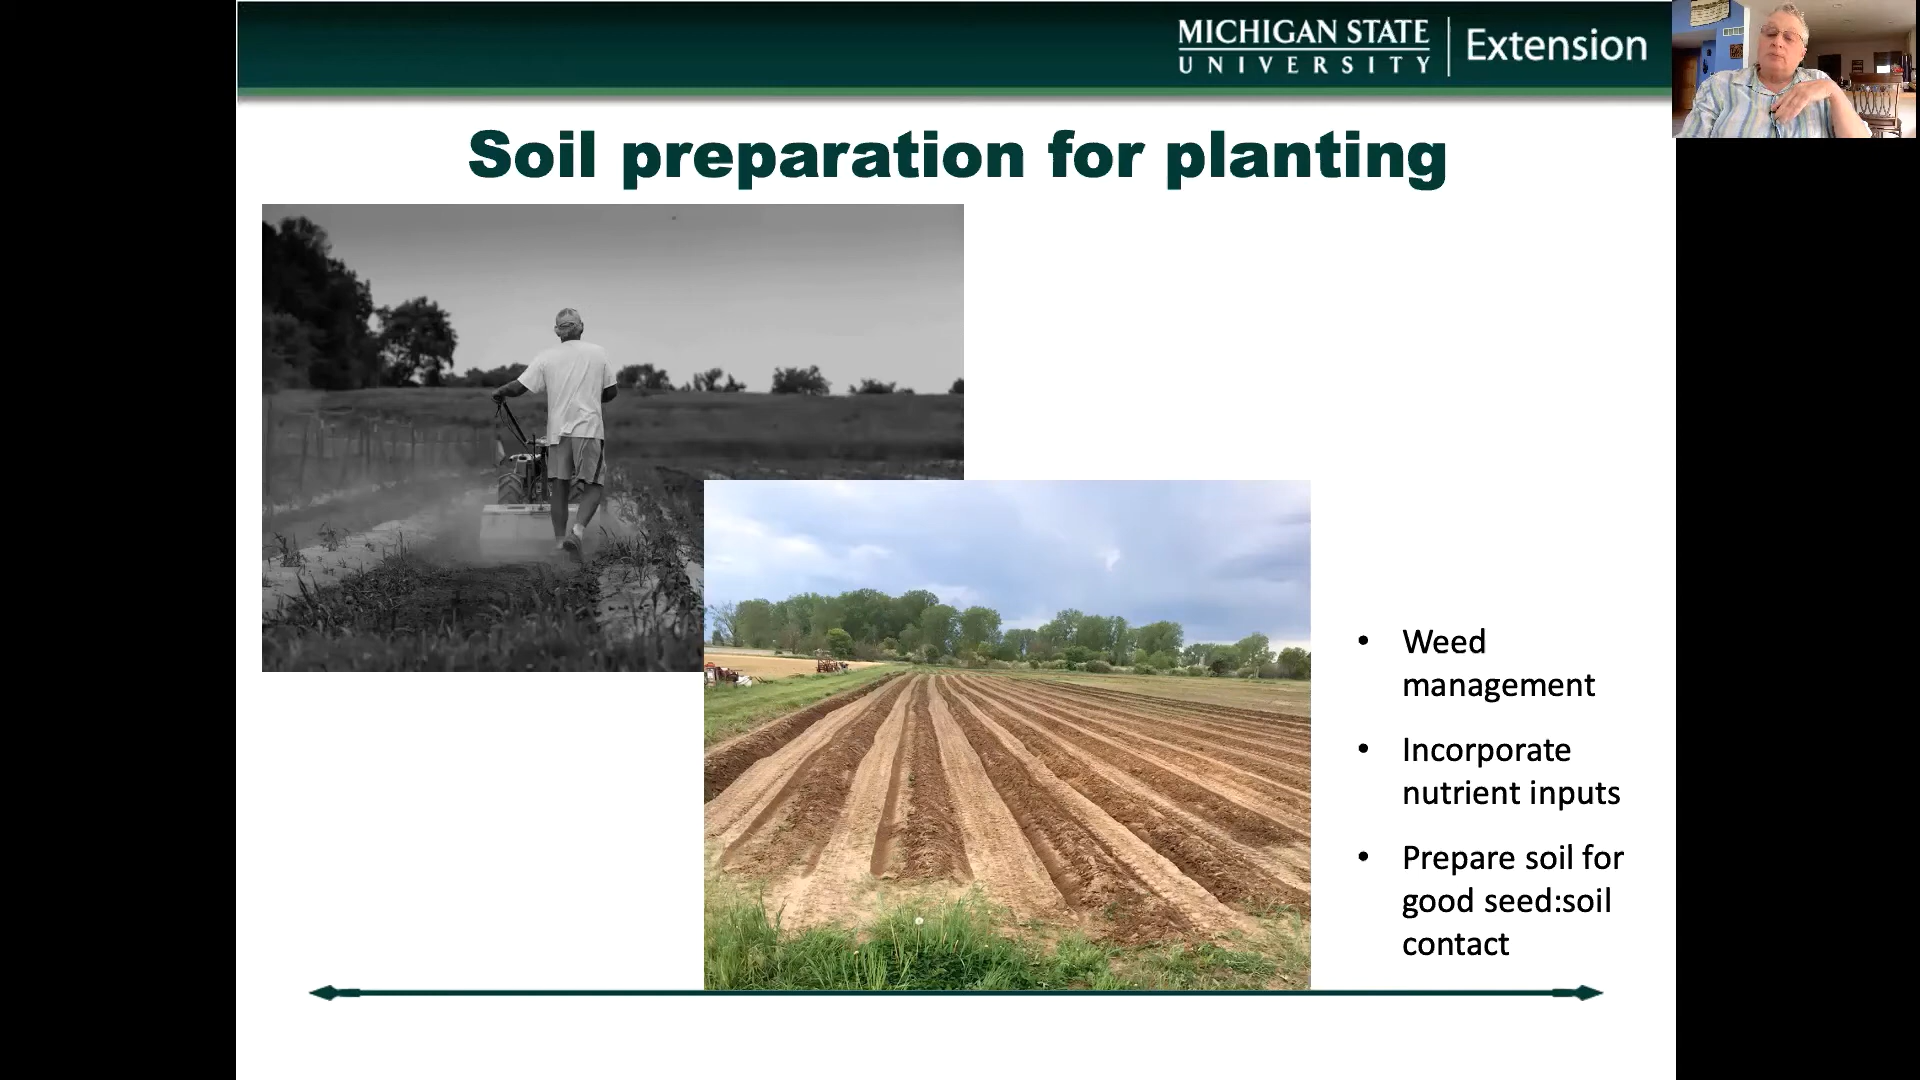 MICHIGAN STATE
UNIVERSITY
Extension
Soil preparation for planting
• Weed
management
• Incorporate
nutrient inputs
• Prepare soil for
good seed:soil
contact